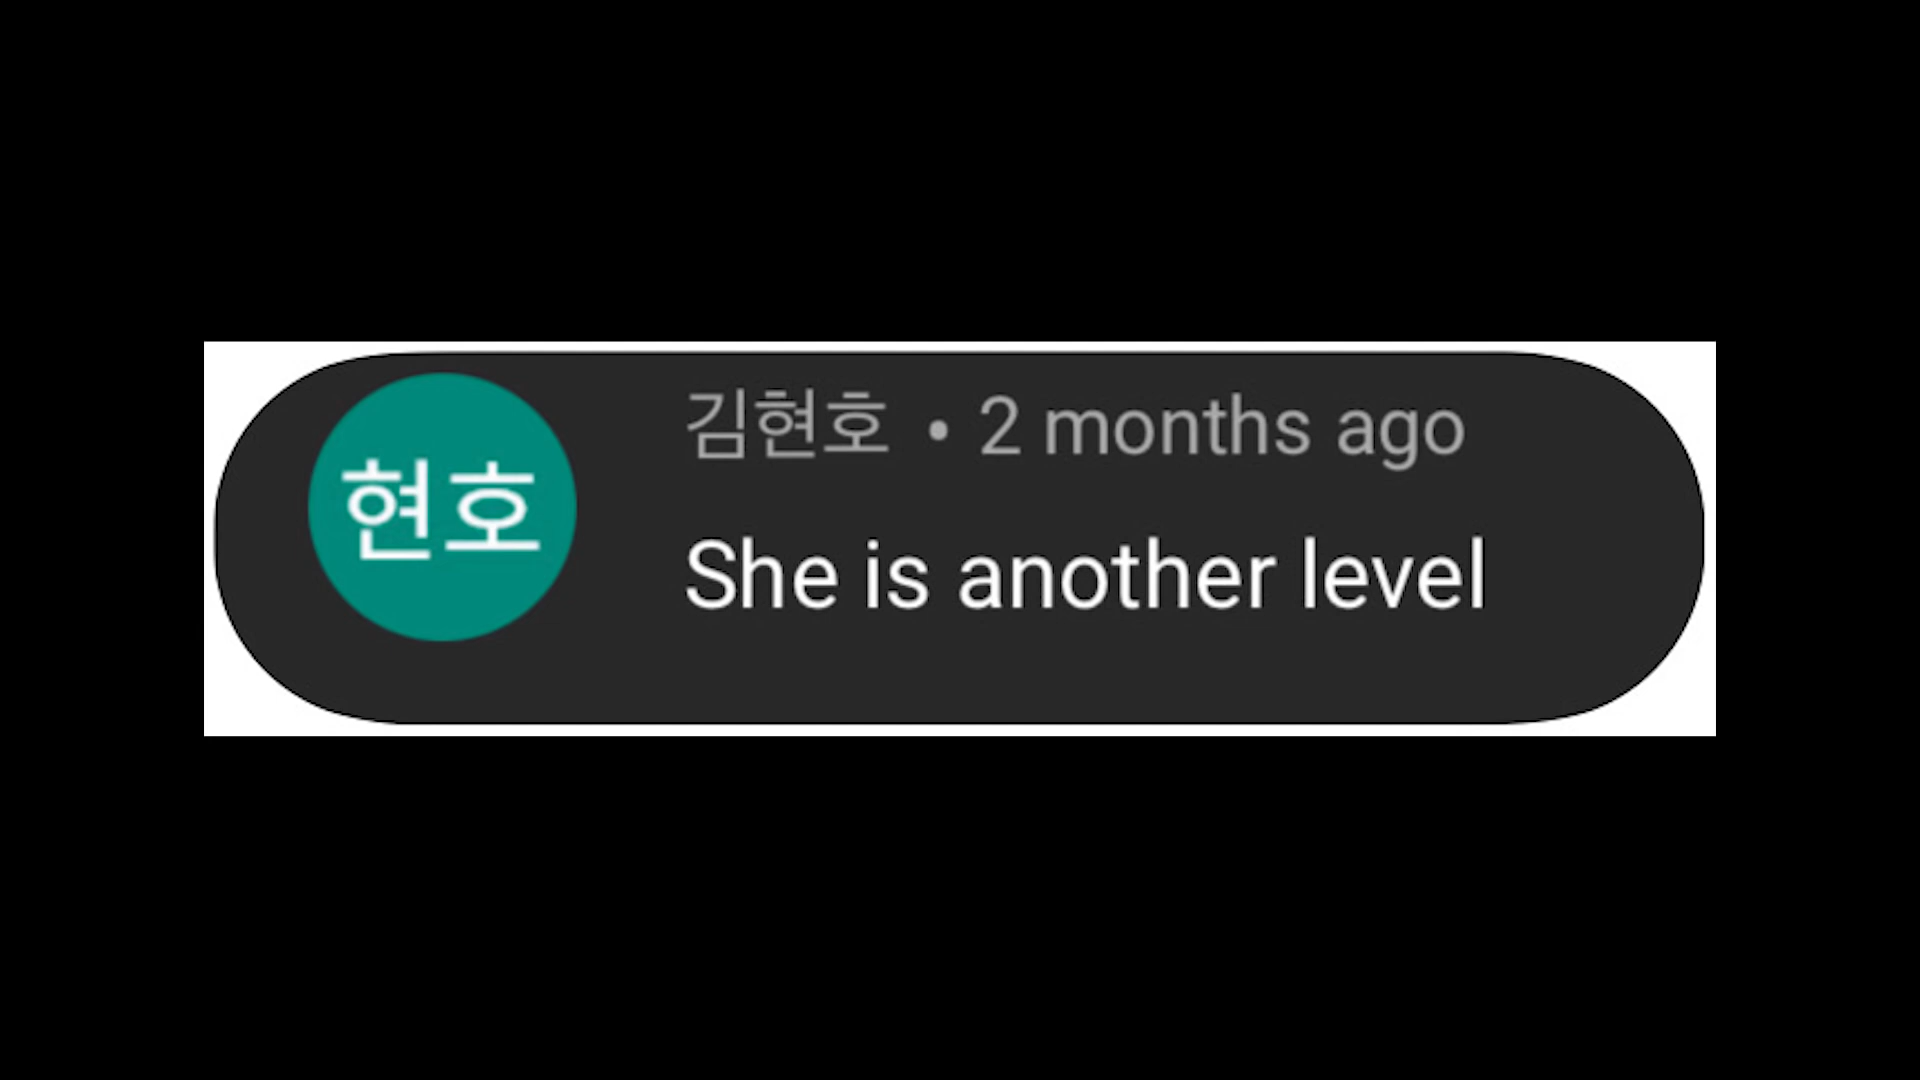 현호
김현호 • 2 months ago
She is another level